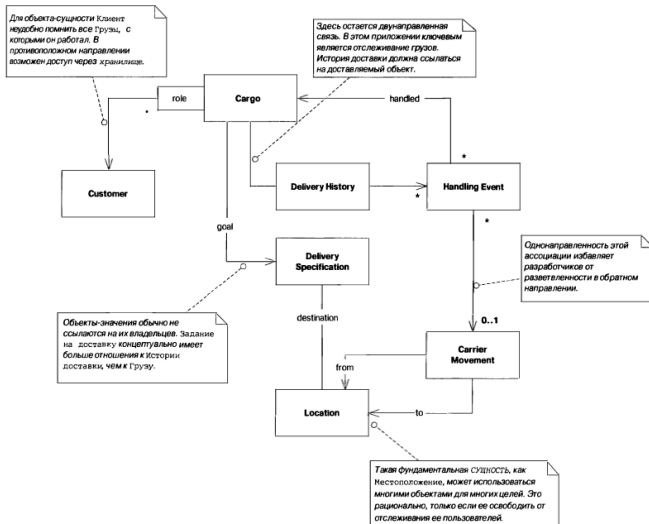 Для объекта-сущности Клиент
неудобно помнить все Грузы, с
которыми он работал. В
противоположном направлении
возможен доступ через хранилище.
Здесь остается двунаправленная
связь. В этом приложении ключевым
является отслеживание грузов.
История доставки должна ссылаться
на доставляемый объект.
role
Cargo
*
handled
Customer
Delivery History
*
*
Handling Event
*
goal
Delivery
Specification
Однонаправленность этой
ассоциации избавляет
разработчиков от
разветвленности в обратном
направлении.
Объекты-значения обычно не
ссылаются на их владельцев. Задание
на доставку концептуально имеет
больше отношения к Истории
доставки, чем к Грузу.
destination
0..1
Carrier
Movement
from
Location
to
Такая фундаментальная СУЩНОСТЬ, как
Местоположение, может использоваться
многими объектами для многих целей. Это
рационально, только если ее освободить от
отслеживания ее пользователей.